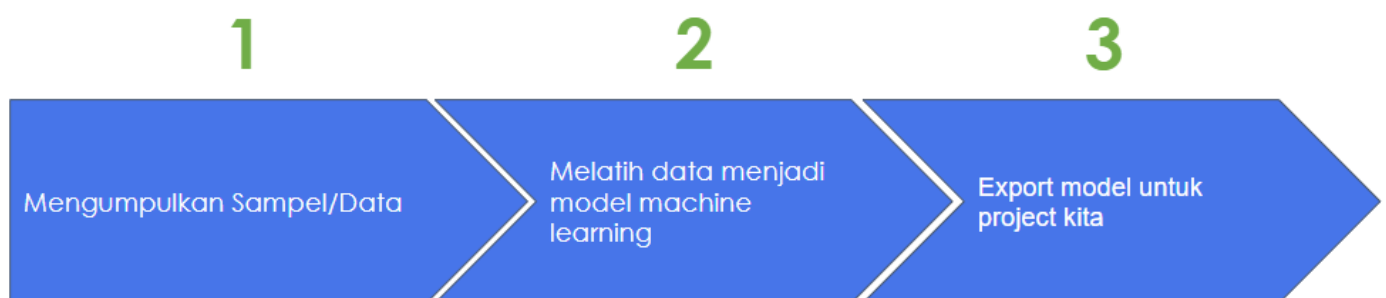 1
2
3
Mengumpulkan Sampel/Data
Melatih data menjadi
model machine
learning
Export model untuk
project kita